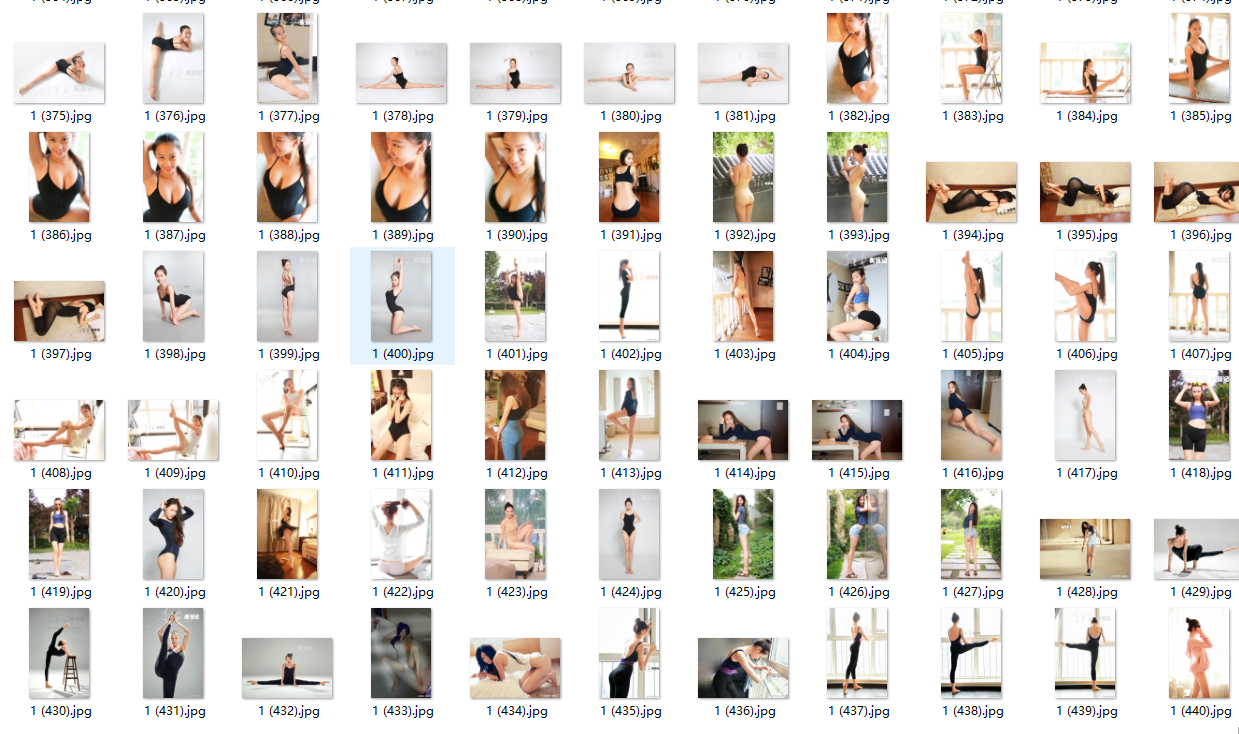 1 (375).jpg 1 (376).jpg 1 (377).jpg 1 (378).jpg 1 (379).jpg 1 (380).jpg 1 (381).jpg 1 (382).jpg 1 (383).jpg 1 (384).jpg 1 (385).jpg
1 (386).jpg 1 (387).jpg 1 (388).jpg 1 (389).jpg 1 (390).jpg 1 (391).jpg 1 (392).jpg 1 (393).jpg 1 (394).jpg 1 (395).jpg 1 (396).jpg
1 (397).jpg 1 (398).jpg 1 (399).jpg 1 (400).jpg 1 (401).jpg 1 (402).jpg 1 (403).jpg 1 (404).jpg 1 (405).jpg 1 (406).jpg 1 (407).jpg
1 (408).jpg 1 (409).jpg 1 (410).jpg 1 (411).jpg 1 (412).jpg 1 (413).jpg 1 (414).jpg 1 (415).jpg 1 (416).jpg 1 (417).jpg 1 (418).jpg
1 (419).jpg 1 (420).jpg 1 (421).jpg 1 (422).jpg 1 (423).jpg 1 (424).jpg 1 (425).jpg 1 (426).jpg 1 (427).jpg 1 (428).jpg 1 (429).jpg
1 (430).jpg 1 (431).jpg 1 (432).jpg 1 (433).jpg 1 (434).jpg 1 (435).jpg 1 (436).jpg 1 (437).jpg 1 (438).jpg 1 (439).jpg 1 (440).jpg